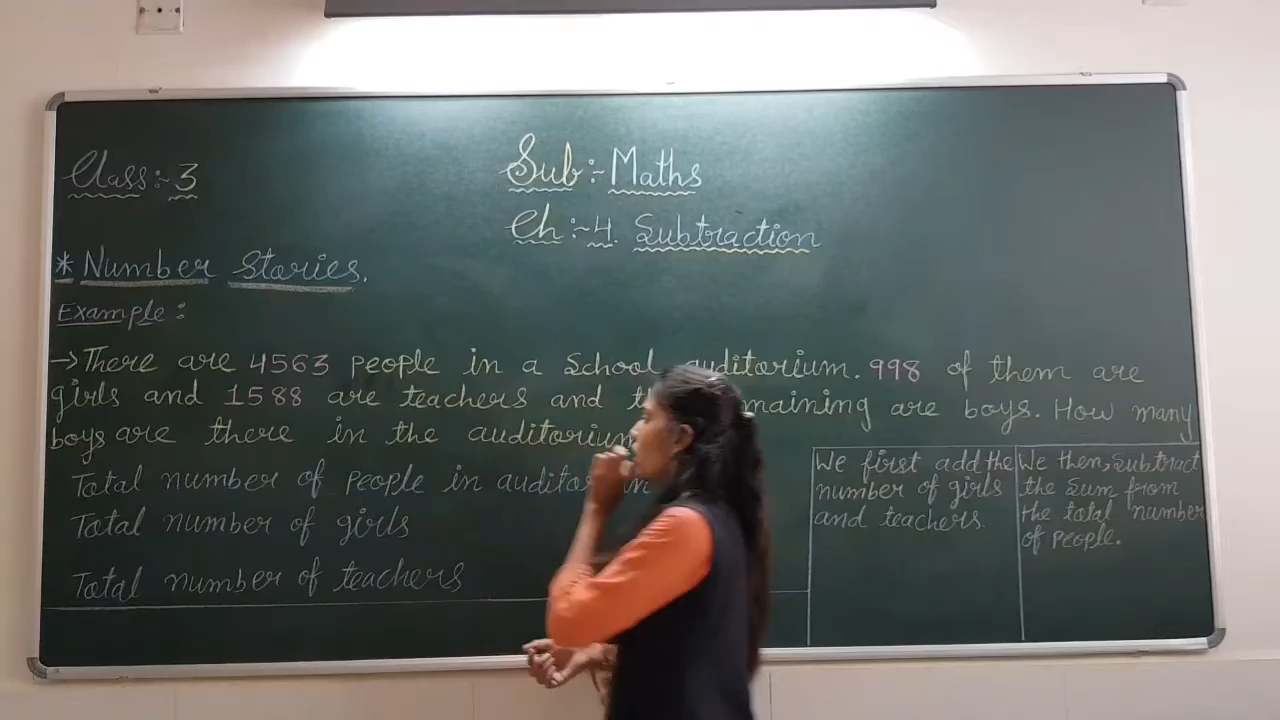 Class:- 3
Sub:- Maths
Ch:-4. Subtraction
* Number Stories.
Example:
→There are 4563 people in a School auditorium. 998 of them are
girls and 1588 are teachers and are boys. How many
boys are there in the auditorium
Total number of people in
Total number of girls
Total number of teachers
We first add the
number of girls
and teachers.
We then, Subtract
the Sum from
the total number
of people.